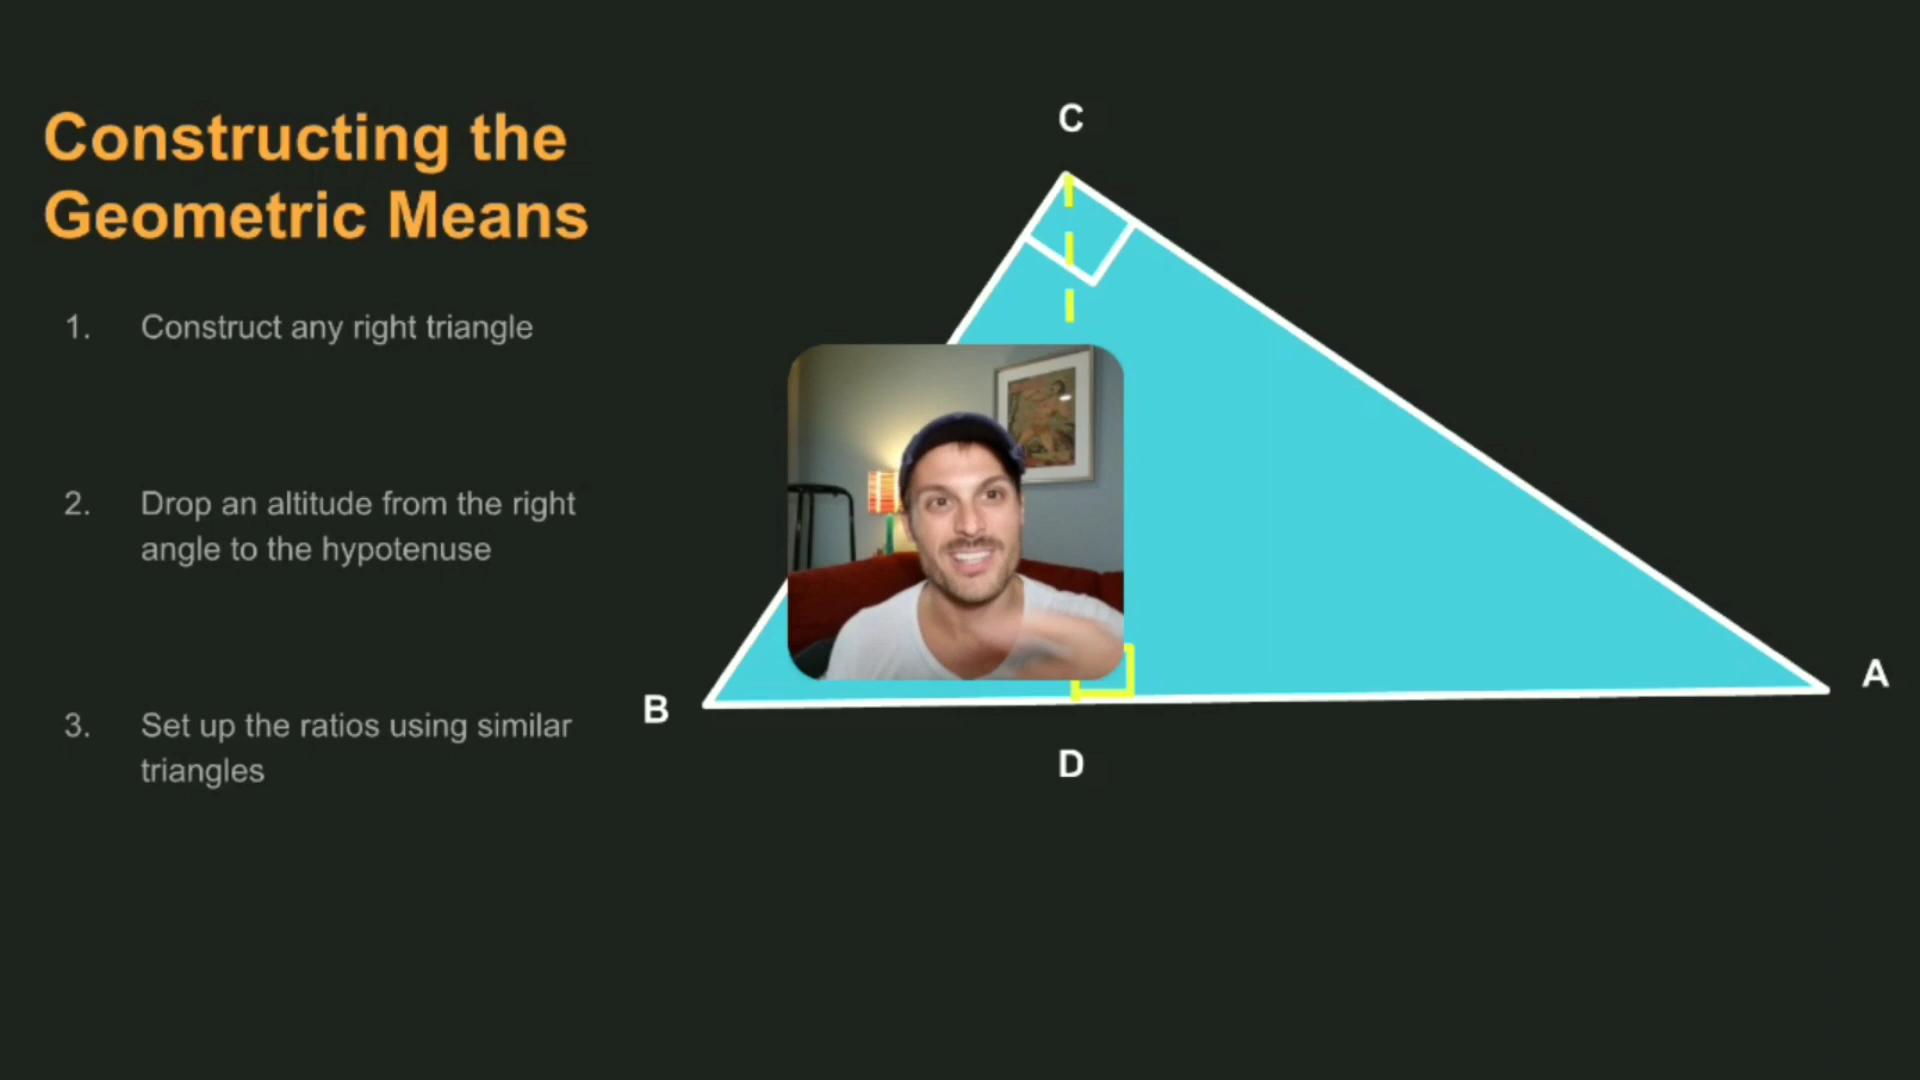 Constructing the
Geometric Means
1. Construct any right triangle
2. Drop an altitude from the right
angle to the hypotenuse
3. Set up the ratios using similar
triangles
C
B
A
D